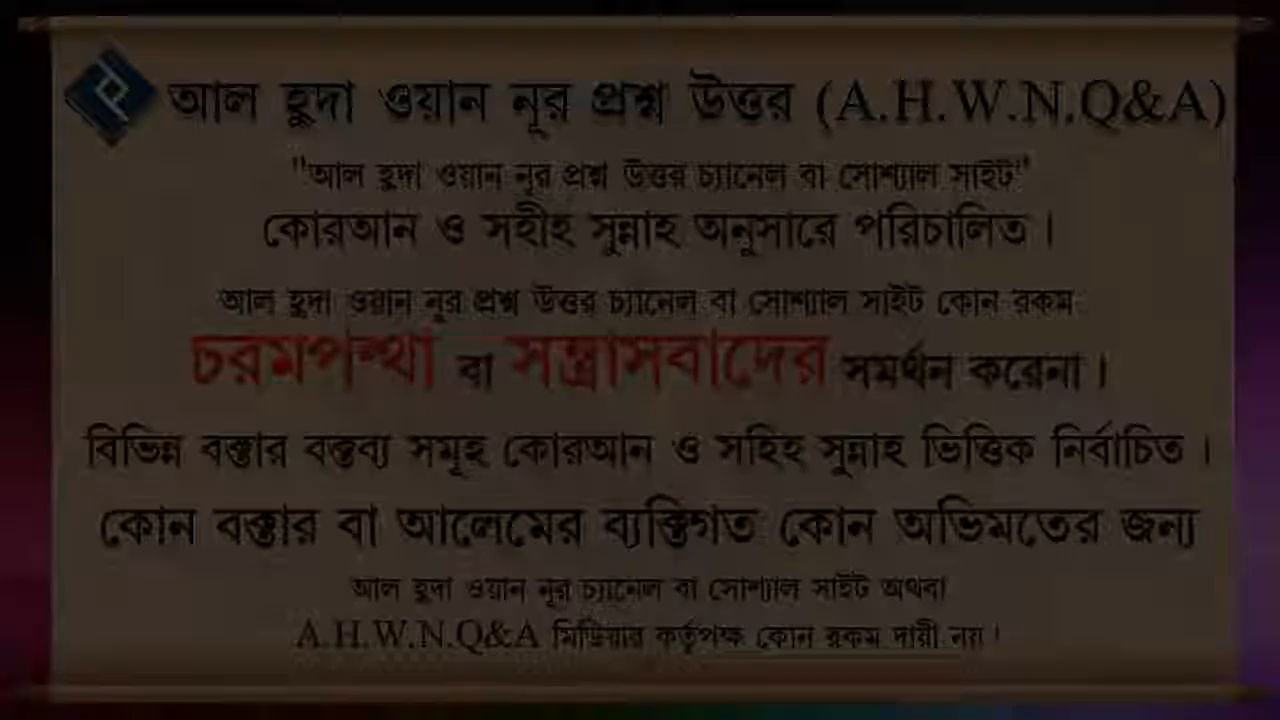 আল হুদা ওয়ান নূর প্রশ্ন উত্তর (A.H.W.N.Q&A)
"আল হুদা ওয়ান নূর প্রশ্ন উত্তর চ্যানেল বা সোশ্যাল সাইট"
কোরআন ও সহীহ সুন্নাহ অনুসারে পরিচালিত ।
আল হুদা ওয়ান নূর প্রশ্ন উত্তর চ্যানেল বা সোশ্যাল সাইট কোন রকম
চরমপন্থা বা সন্ত্রাসবাদের সমর্থন করেনা ।
বিভিন্ন বক্তার বক্তব্য সমূহ কোরআন ও সহিহ সুন্নাহ ভিত্তিক নির্বাচিত ।
কোন বক্তার বা আলেমের ব্যক্তিগত কোন অভিমতের জন্য
আল হুদা ওয়ান নূর চ্যানেল বা সোশ্যাল সাইট অথবা
A.H.W.N.Q&A মিডিয়ার কর্তৃপক্ষ কোন রকম দায়ী নয় ।